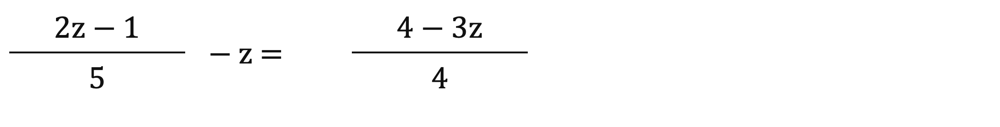 2z − 1 / 5 − z = 4 − 3z / 4